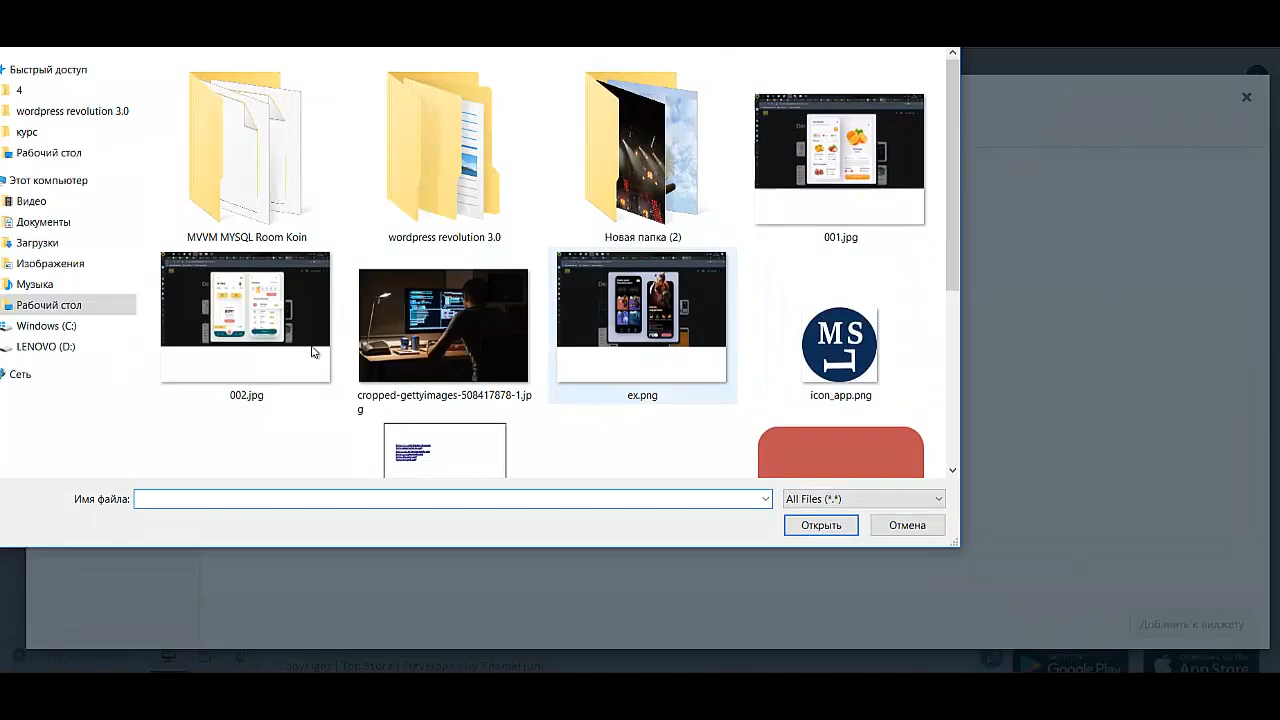 Быстрый доступ
4
wordpress revolution 3.0
курс
Рабочий стол
Этот компьютер
Видео
Документы
Загрузки
Изображения
Музыка
Рабочий стол
Windows (C:)
LENOVO (D:)
Сеть
MVVM MYSQL Room Koin
wordpress revolution 3.0
Новая папка (2)
001.jpg
002.jpg
cropped-gettyimages-508417878-1.jp
g
ex.png
MS
L
icon_app.png
Имя файла:
All Files (*.*)
Открыть
Отмена
Добавить к виджету
Copyright | Top Store | Developed by
Google Play
App Store